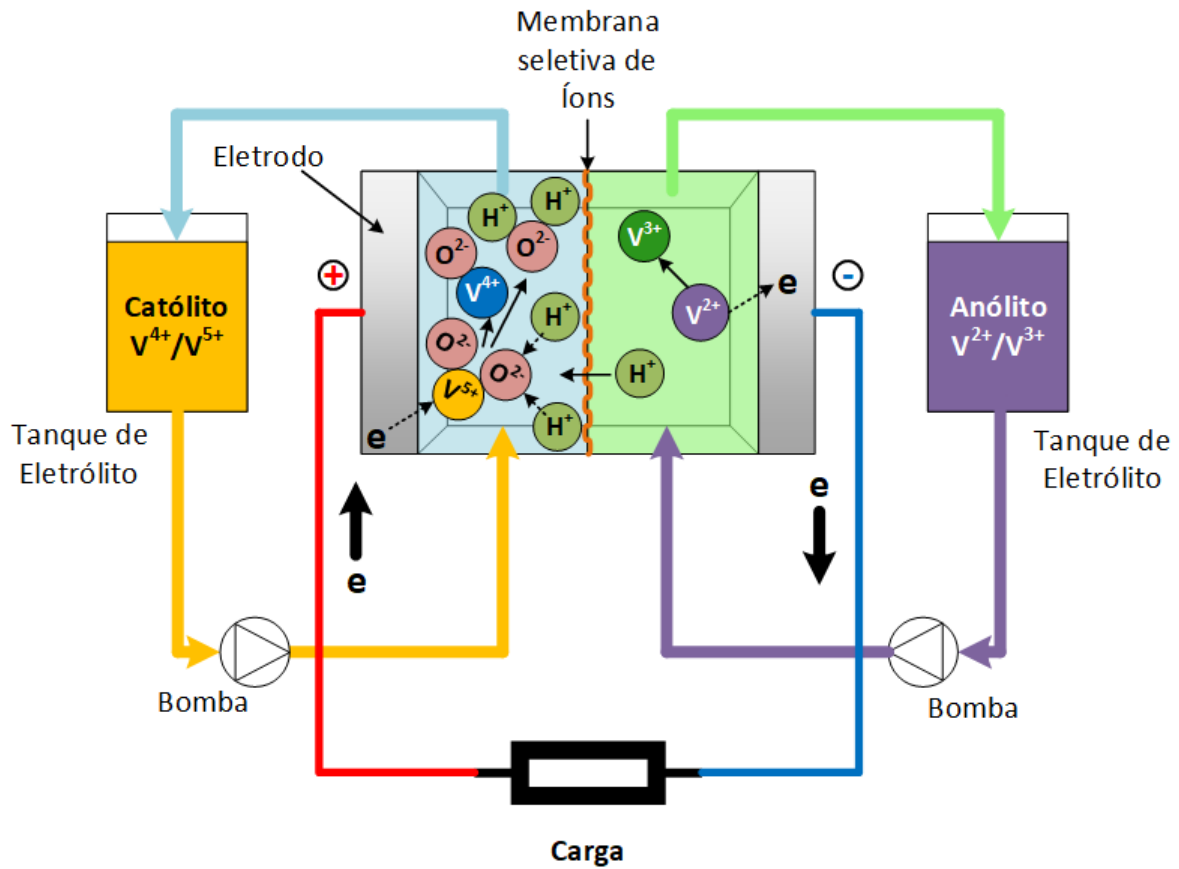 Membrana
seletiva de
Íons
Eletrodo
H⁺
H⁺
O²⁻
O²⁻
V³⁺
V⁴⁺
V²⁺
e
+
-
Católito
V⁴⁺/V⁵⁺
Anólito
V²⁺/V³⁺
H⁺
O²⁻
O²⁻
H⁺
V⁵⁺
H⁺
e
Tanque de
Eletrólito
Tanque de
Eletrólito
e
e
Bomba
Bomba
Carga